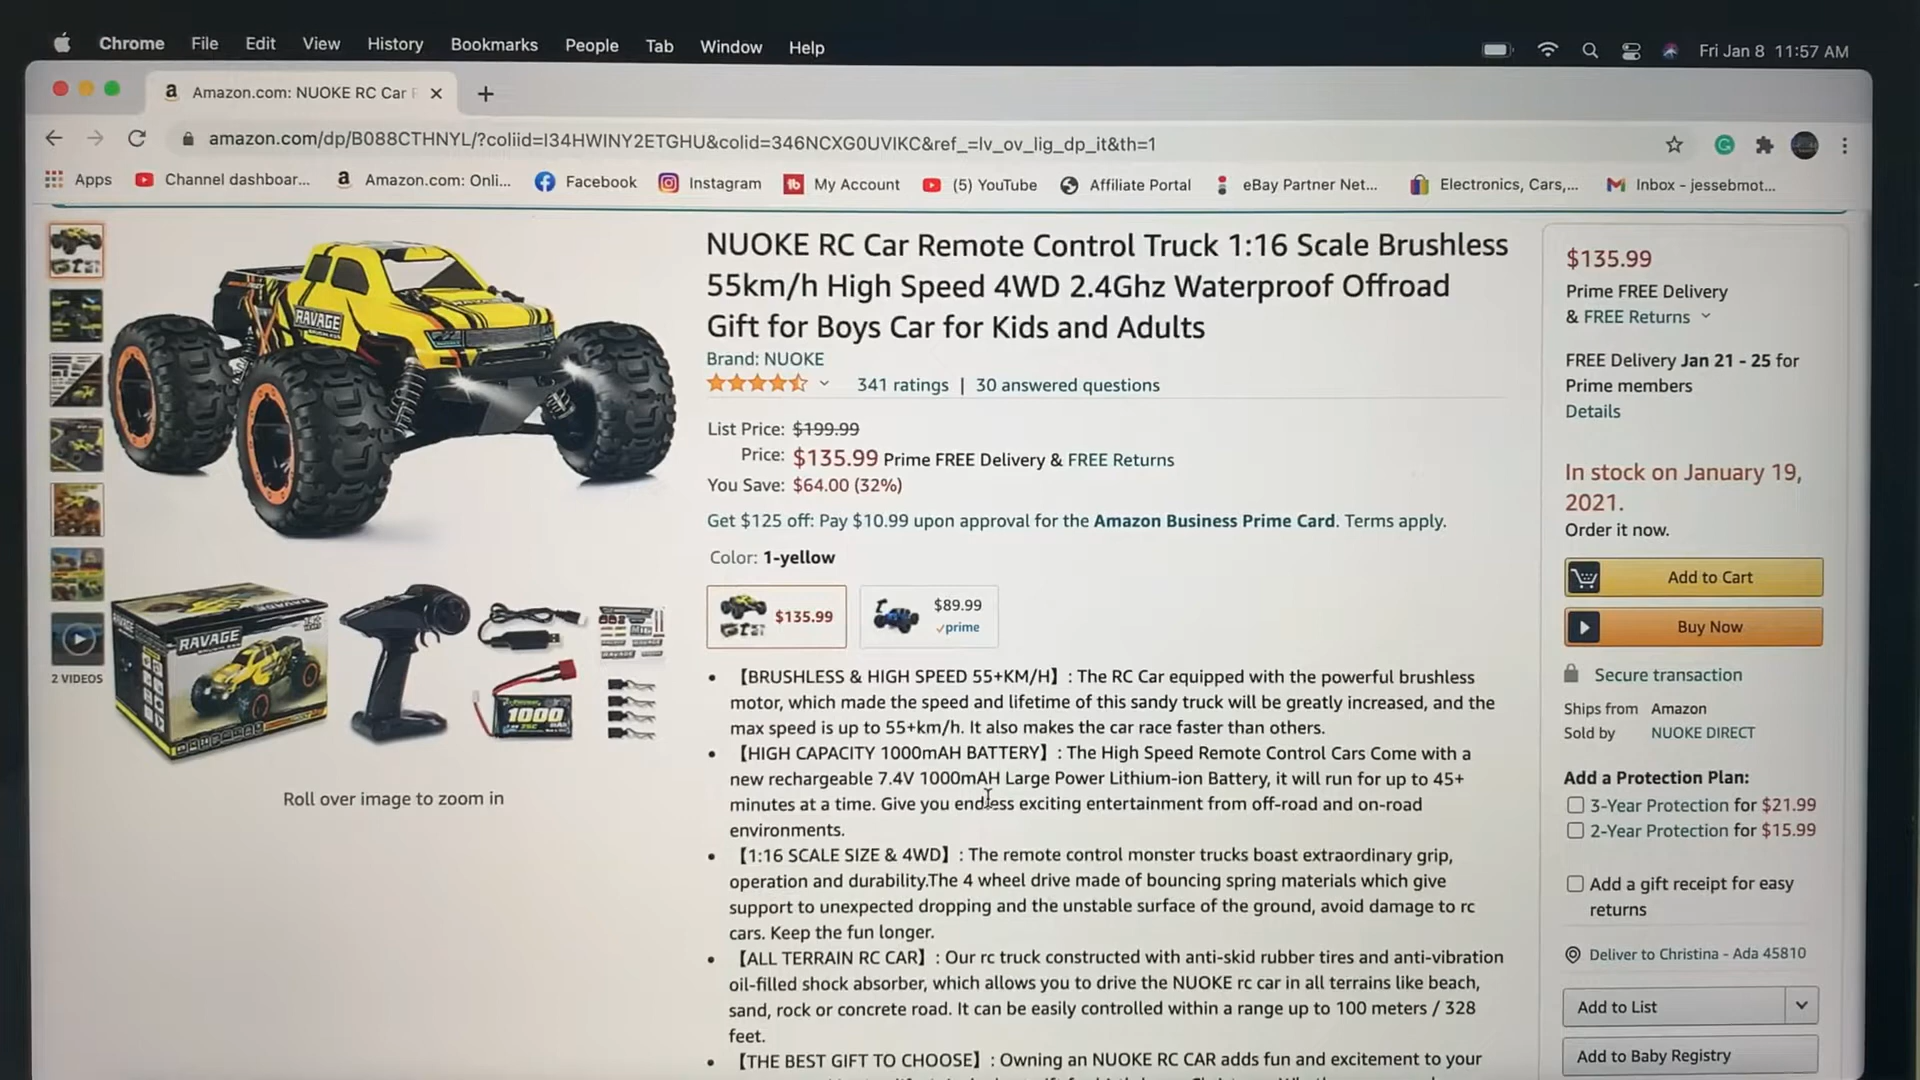 Chrome File Edit View History Bookmarks People Tab Window Help
Fri Jan 8 11:57 AM
Amazon.com: NUOKE RC Car
amazon.com/dp/B088CTHNYL/?coliid=I34HWINY2ETGHU&colid=346NCXG0UVIKC&ref_=lv_ov_lig_dp_it&th=1
Apps Channel dashboar... Amazon.com: Onli... Facebook Instagram My Account (5) YouTube Affiliate Portal eBay Partner Net... Electronics, Cars,... Inbox - jessebmot...
NUOKE RC Car Remote Control Truck 1:16 Scale Brushless
55km/h High Speed 4WD 2.4Ghz Waterproof Offroad
Gift for Boys Car for Kids and Adults
Brand: NUOKE
341 ratings | 30 answered questions
List Price: $199.99
Price: $135.99 Prime FREE Delivery & FREE Returns
You Save: $64.00 (32%)
Get $125 off: Pay $10.99 upon approval for the Amazon Business Prime Card. Terms apply.
Color: 1-yellow
$135.99
$89.99
prime
【BRUSHLESS & HIGH SPEED 55+KM/H】: The RC Car equipped with the powerful brushless
motor, which made the speed and lifetime of this sandy truck will be greatly increased, and the
max speed is up to 55+km/h. It also makes the car race faster than others.
【HIGH CAPACITY 1000mAH BATTERY】: The High Speed Remote Control Cars Come with a
new rechargeable 7.4V 1000mAH Large Power Lithium-ion Battery, it will run for up to 45+
minutes at a time. Give you endless exciting entertainment from off-road and on-road
environments.
【1:16 SCALE SIZE & 4WD】: The remote control monster trucks boast extraordinary grip,
operation and durability.The 4 wheel drive made of bouncing spring materials which give
support to unexpected dropping and the unstable surface of the ground, avoid damage to rc
cars. Keep the fun longer.
【ALL TERRAIN RC CAR】: Our rc truck constructed with anti-skid rubber tires and anti-vibration
oil-filled shock absorber, which allows you to drive the NUOKE rc car in all terrains like beach,
sand, rock or concrete road. It can be easily controlled within a range up to 100 meters / 328
feet.
【THE BEST GIFT TO CHOOSE】: Owning an NUOKE RC CAR adds fun and excitement to your
RAVAGE
RAVAGE
1000
2 VIDEOS
Roll over image to zoom in
$135.99
Prime FREE Delivery
& FREE Returns
FREE Delivery Jan 21 - 25 for
Prime members
Details
In stock on January 19,
2021.
Order it now.
Add to Cart
Buy Now
Secure transaction
Ships from Amazon
Sold by NUOKE DIRECT
Add a Protection Plan:
3-Year Protection for $21.99
2-Year Protection for $15.99
Add a gift receipt for easy
returns
Deliver to Christina - Ada 45810
Add to List
Add to Baby Registry